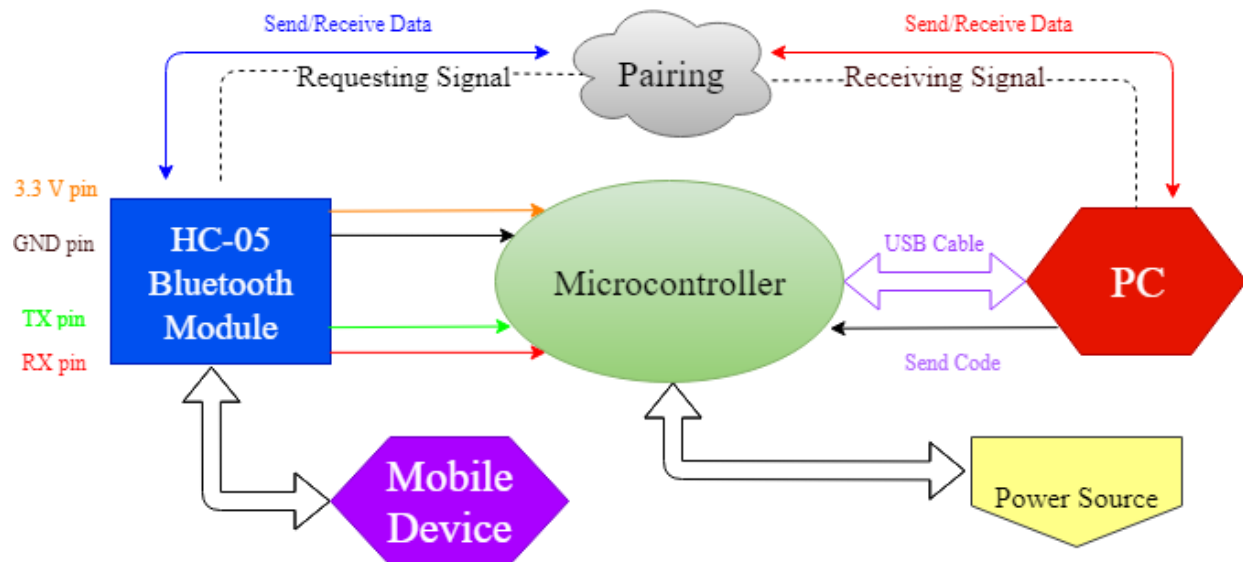 Send/Receive Data
Send/Receive Data
Requesting Signal
Pairing
Receiving Signal
3.3 V pin
GND pin
TX pin
RX pin
HC-05
Bluetooth
Module
Microcontroller
USB Cable
PC
Send Code
Mobile
Device
Power Source